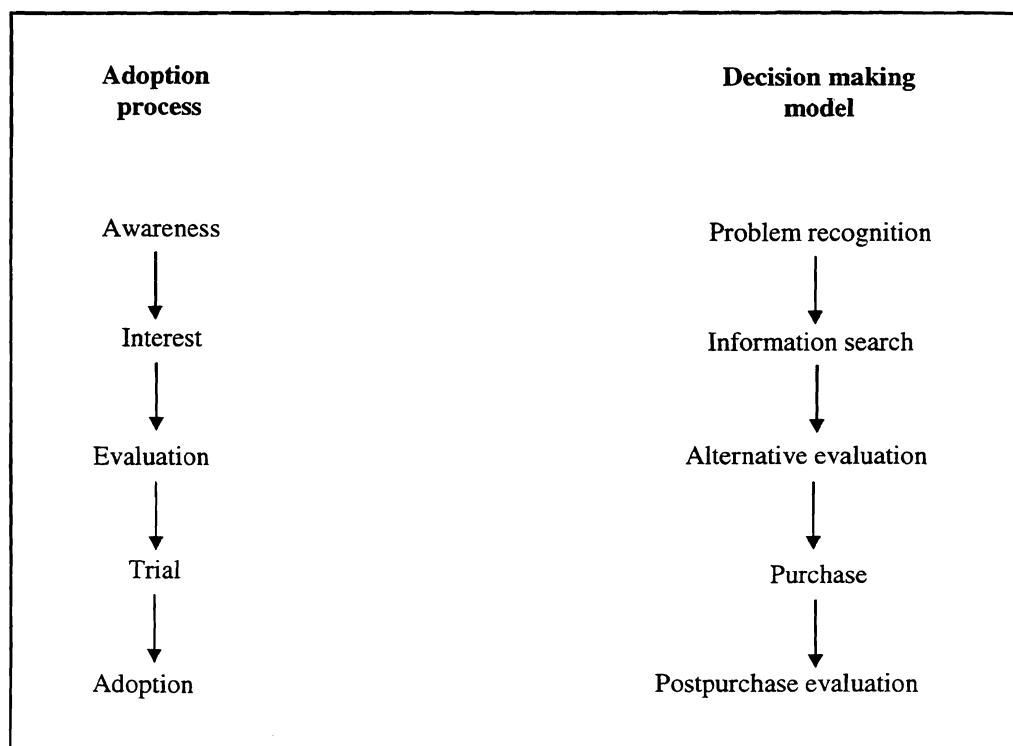 Adoption
process
Decision making
model
Awareness
Problem recognition
Interest
Information search
Evaluation
Alternative evaluation
Trial
Purchase
Adoption
Postpurchase evaluation